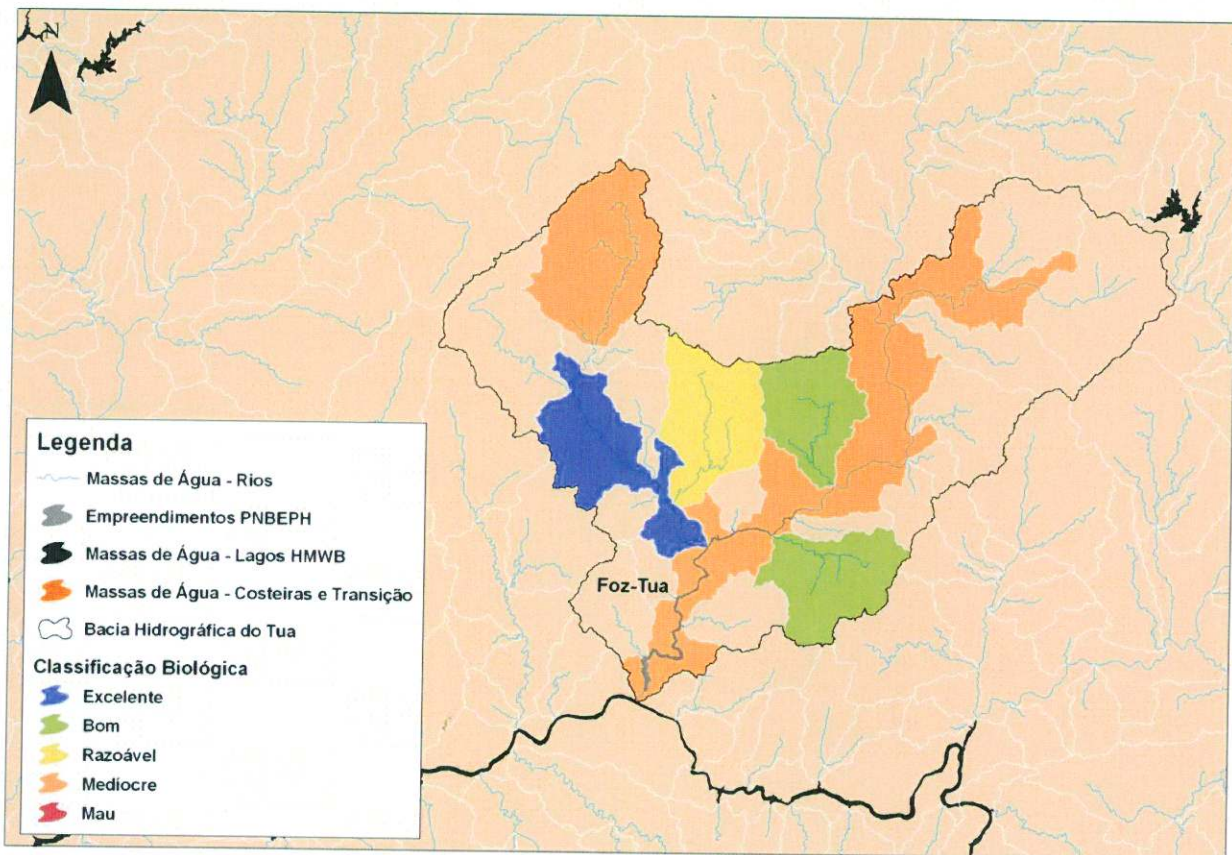 N
Foz-Tua
Legenda
Massas de Água - Rios
Empreendimentos PNBEPH
Massas de Água - Lagos HMWB
Massas de Água - Costeiras e Transição
Bacia Hidrográfica do Tua
Classificação Biológica
Excelente
Bom
Razoável
Medíocre
Mau